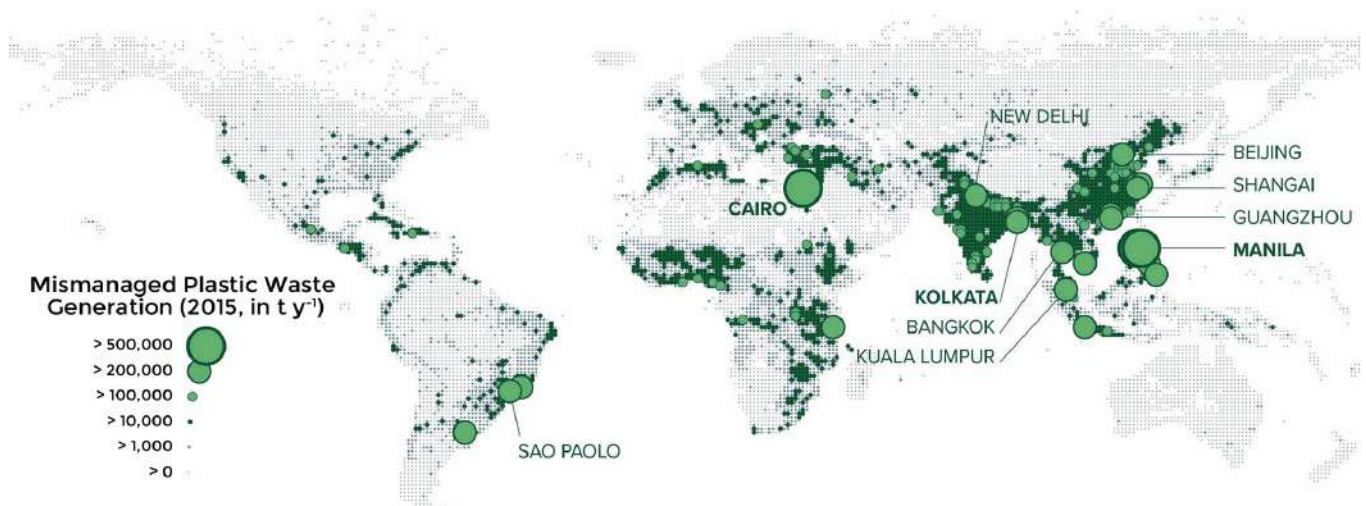 NEW DELHI
BEIJING
SHANGAI
CAIRO
GUANGZHOU
MANILA
KOLKATA
BANGKOK
KUALA LUMPUR
SAO PAOLO
Mismanaged Plastic Waste
Generation (2015, in t y⁻¹)
> 500,000
> 200,000
> 100,000
> 10,000
> 1,000
> 0